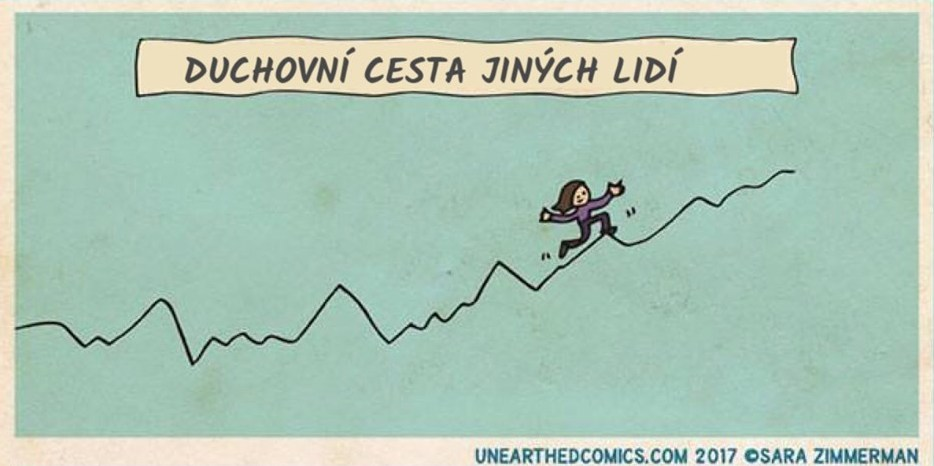 DUCHOVNÍ CESTA JINÝCH LIDÍ
UNEARTHEDCOMICS.COM 2017 ©SARA ZIMMERMAN